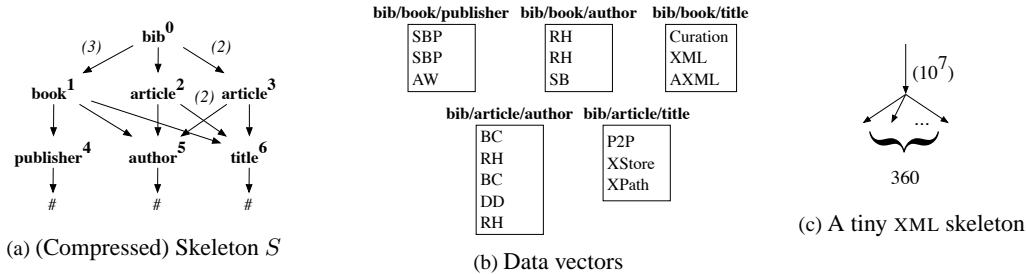 bib0
(3)
(2)
book1 article2 (2) article3
publisher4 author5 title6
# # #
(a) (Compressed) Skeleton S
bib/book/publisher bib/book/author bib/book/title
SBP RH Curation
SBP RH XML
AW SB AXML
bib/article/author bib/article/title
BC
RH
BC
DD
RH
P2P
XStore
XPath
(b) Data vectors
(10^7)
...
360
(c) A tiny XML skeleton